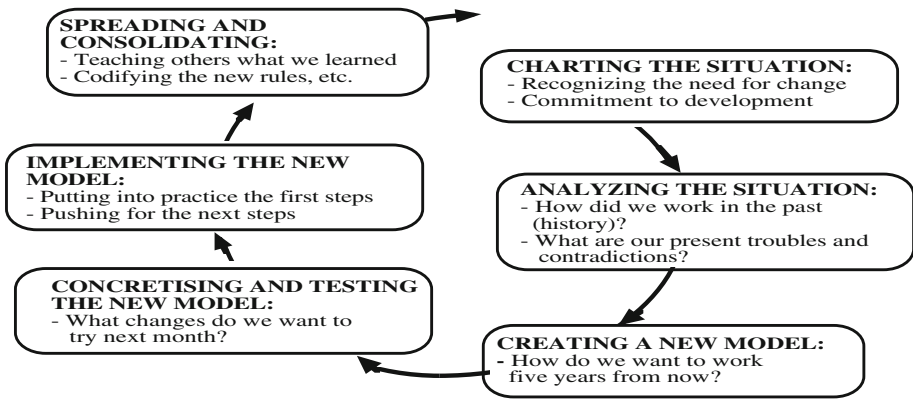 SPREADING AND
CONSOLIDATING:
- Teaching others what we learned
- Codifying the new rules, etc.
CHARTING THE SITUATION:
- Recognizing the need for change
- Commitment to development
ANALYZING THE SITUATION:
- How did we work in the past
(history)?
- What are our present troubles and
contradictions?
CREATING A NEW MODEL:
- How do we want to work
five years from now?
CONCRETISING AND TESTING
THE NEW MODEL:
- What changes do we want to
try next month?
IMPLEMENTING THE NEW
MODEL:
- Putting into practice the first steps
- Pushing for the next steps